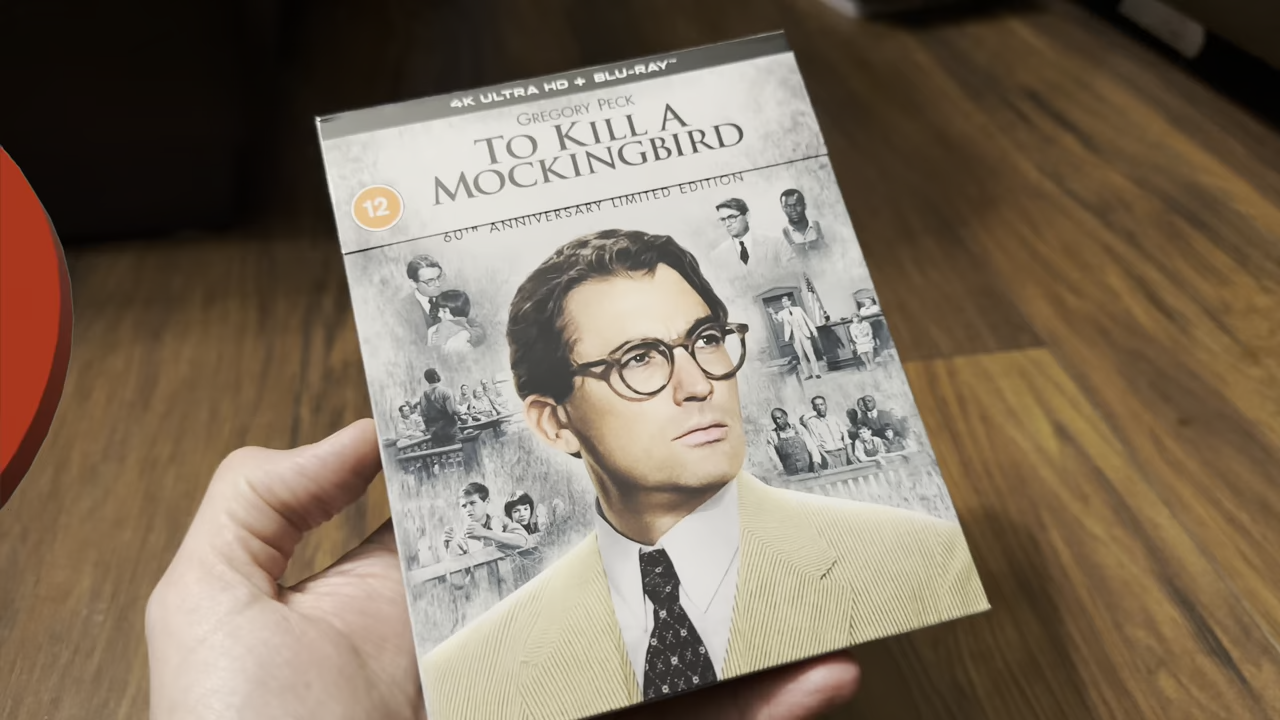 4K ULTRA HD + BLU-RAY™
GREGORY PECK
TO KILL A
MOCKINGBIRD
12
60TH ANNIVERSARY LIMITED EDITION